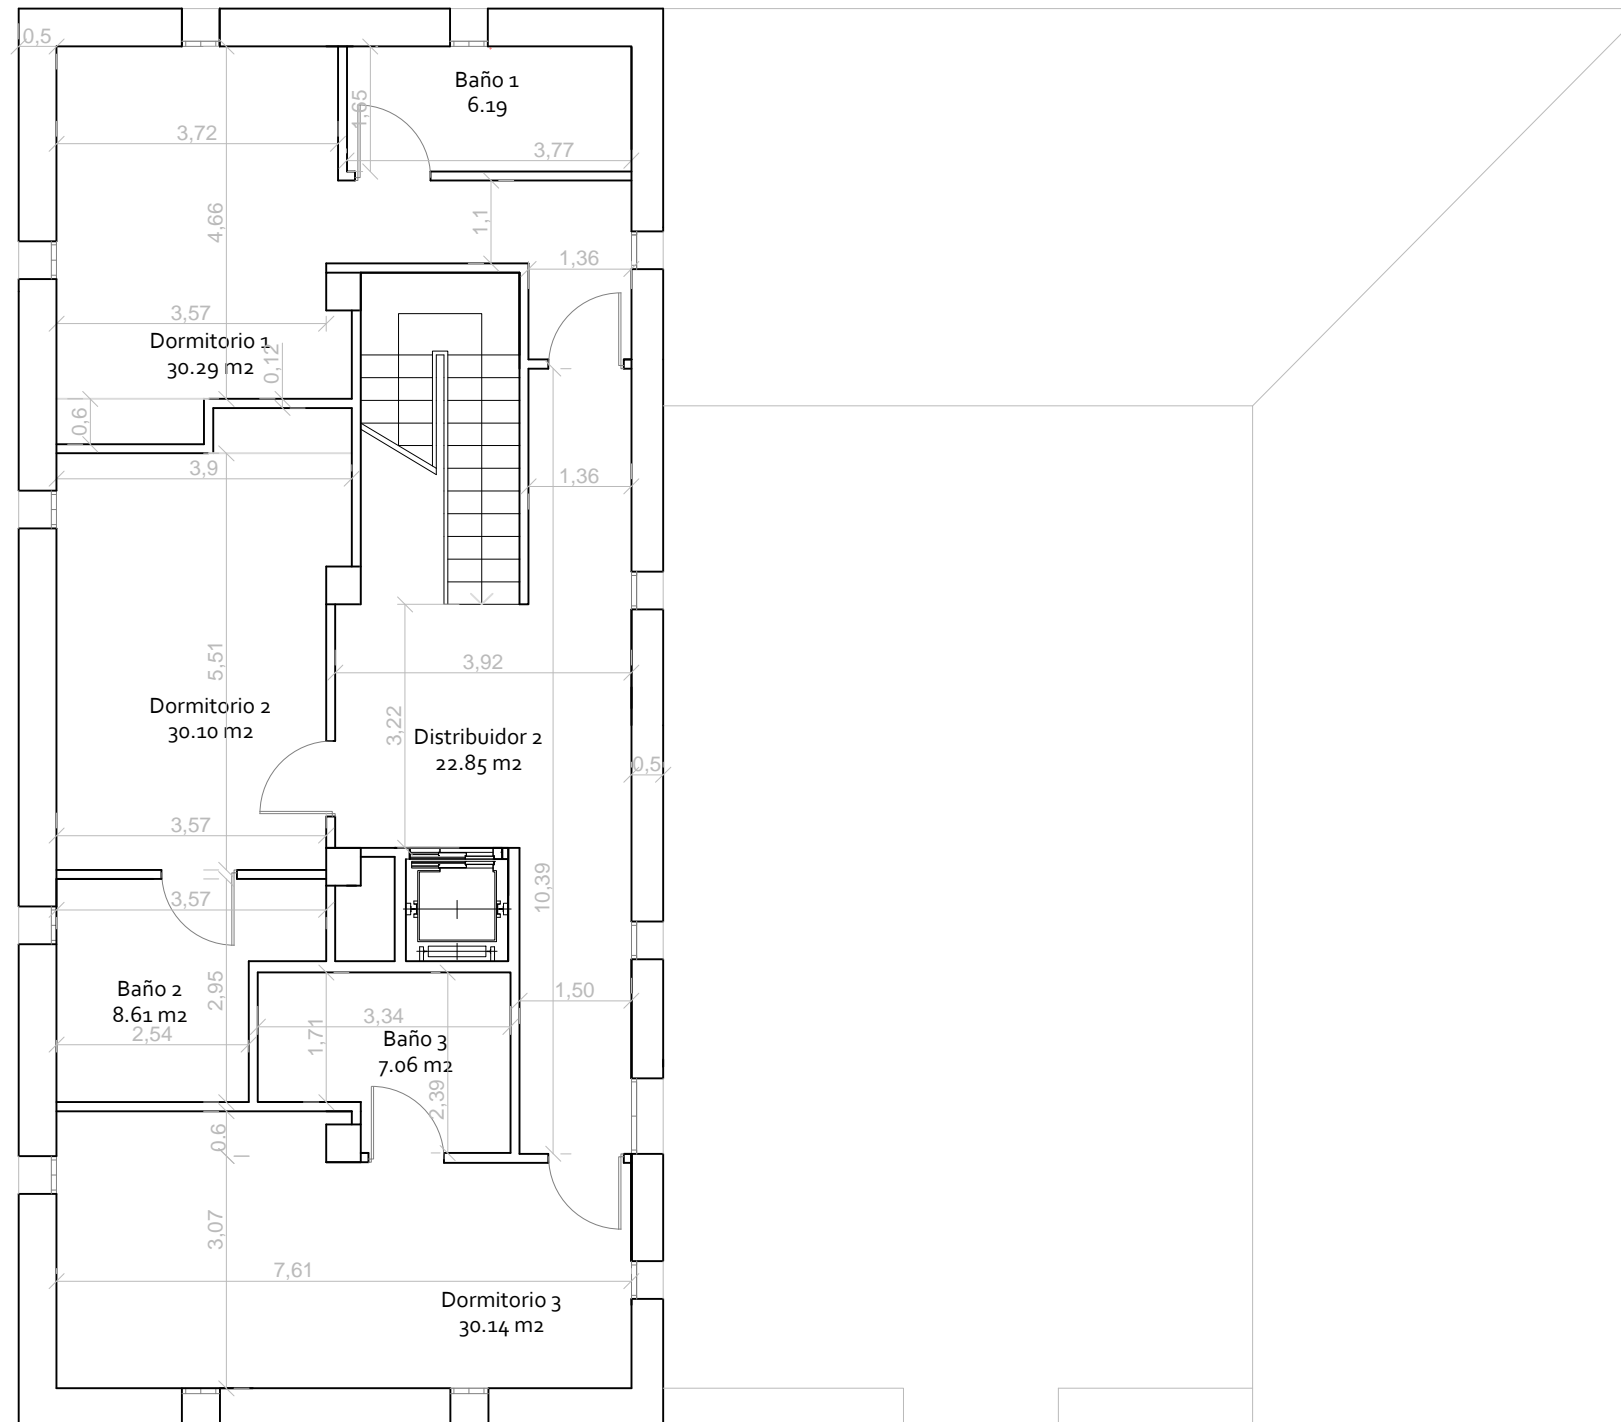 0,5
Baño 1
6.19
1,65
3,72
3,77
4,66
1,1
1,36
3,57
Dormitorio 1
30.29 m2
0,12
0,6
3,9
1,36
5,51
3,92
Dormitorio 2
30.10 m2
3,22
Distribuidor 2
22.85 m2
0,5
3,57
10,39
3,57
Baño 2
8.61 m2
2,95
1,50
3,34
2,54
1,71
Baño 3
7.06 m2
2,39
0,6
3,07
7,61
Dormitorio 3
30.14 m2